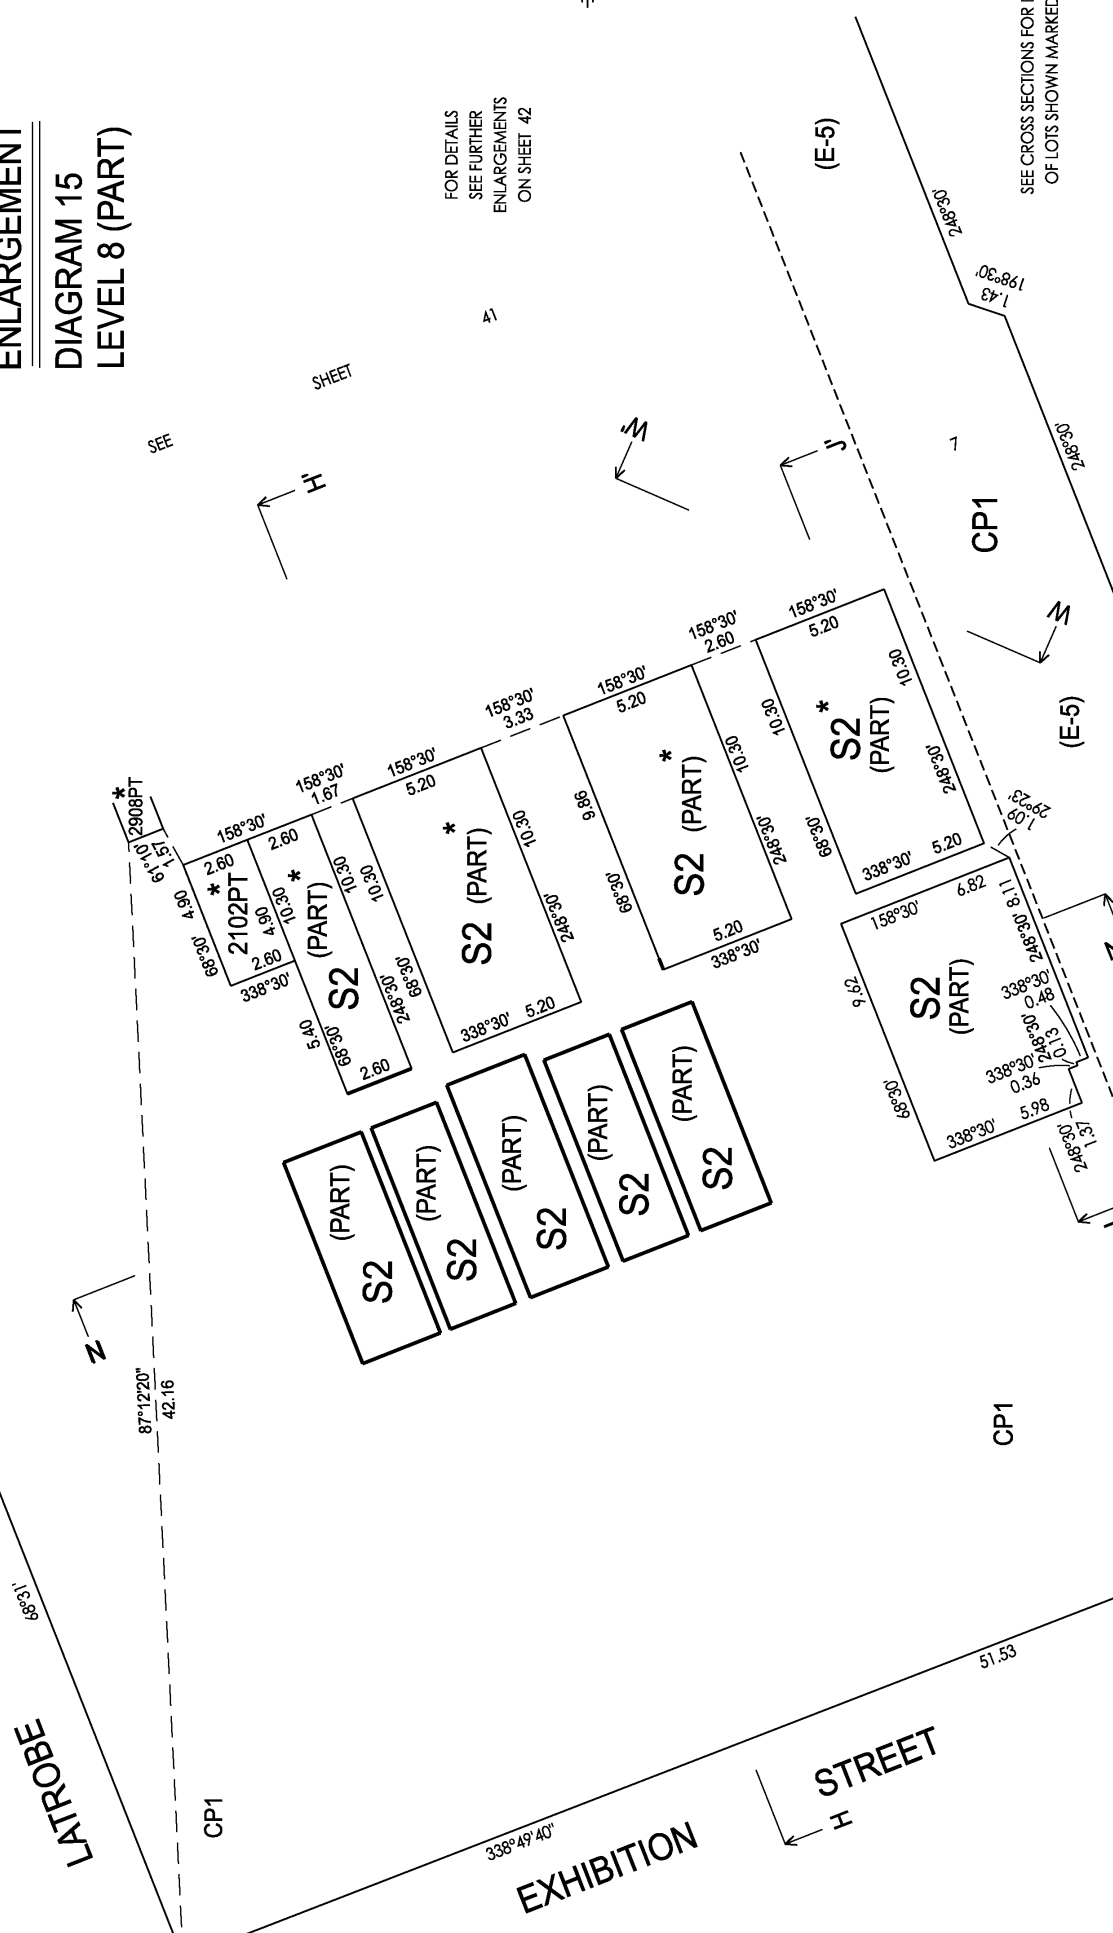 ENLARGEMENT
DIAGRAM 15
LEVEL 8 (PART)
FOR DETAILS
SEE FURTHER
ENLARGEMENTS
ON SHEET 42
SEE CROSS SECTIONS FOR
OF LOTS SHOWN MARKED
(E-5)
248°30'
198°30'
1.43
248°30'
7
CP1
SEE
SHEET
41
H'
W'
J'
W
(E-5)
*
2908PT
61°10'
1.57
158°30'
2.60
2.60
4.90
68°30'
*
2102PT
2.60
338°30'
4.90
10.30
*
(PART)
S2
10.30
5.40
68°30'
2.60
248°30'
158°30'
1.67
158°30'
5.20
10.30
68°30'
*
S2 (PART)
10.30
248°30'
338°30'
5.20
158°30'
3.33
158°30'
5.20
9.86
68°30'
*
S2 (PART)
10.30
248°30'
5.20
338°30'
158°30'
2.60
158°30'
5.20
10.30
68°30'
*
S2
(PART)
10.30
248°30'
338°30'
5.20
1.09
29°23'
158°30'
6.82
9.62
68°30'
S2
(PART)
248°30' 8.11
338°30'
0.48
248°30'
0.13
338°30'
0.36
338°30'
5.98
248°30'
1.37
(PART)
S2
(PART)
S2
(PART)
S2
(PART)
S2
(PART)
S2
N
87°12'20"
42.16
CP1
68°31'
LATROBE
CP1
51.53
338°49'40"
EXHIBITION
STREET
H